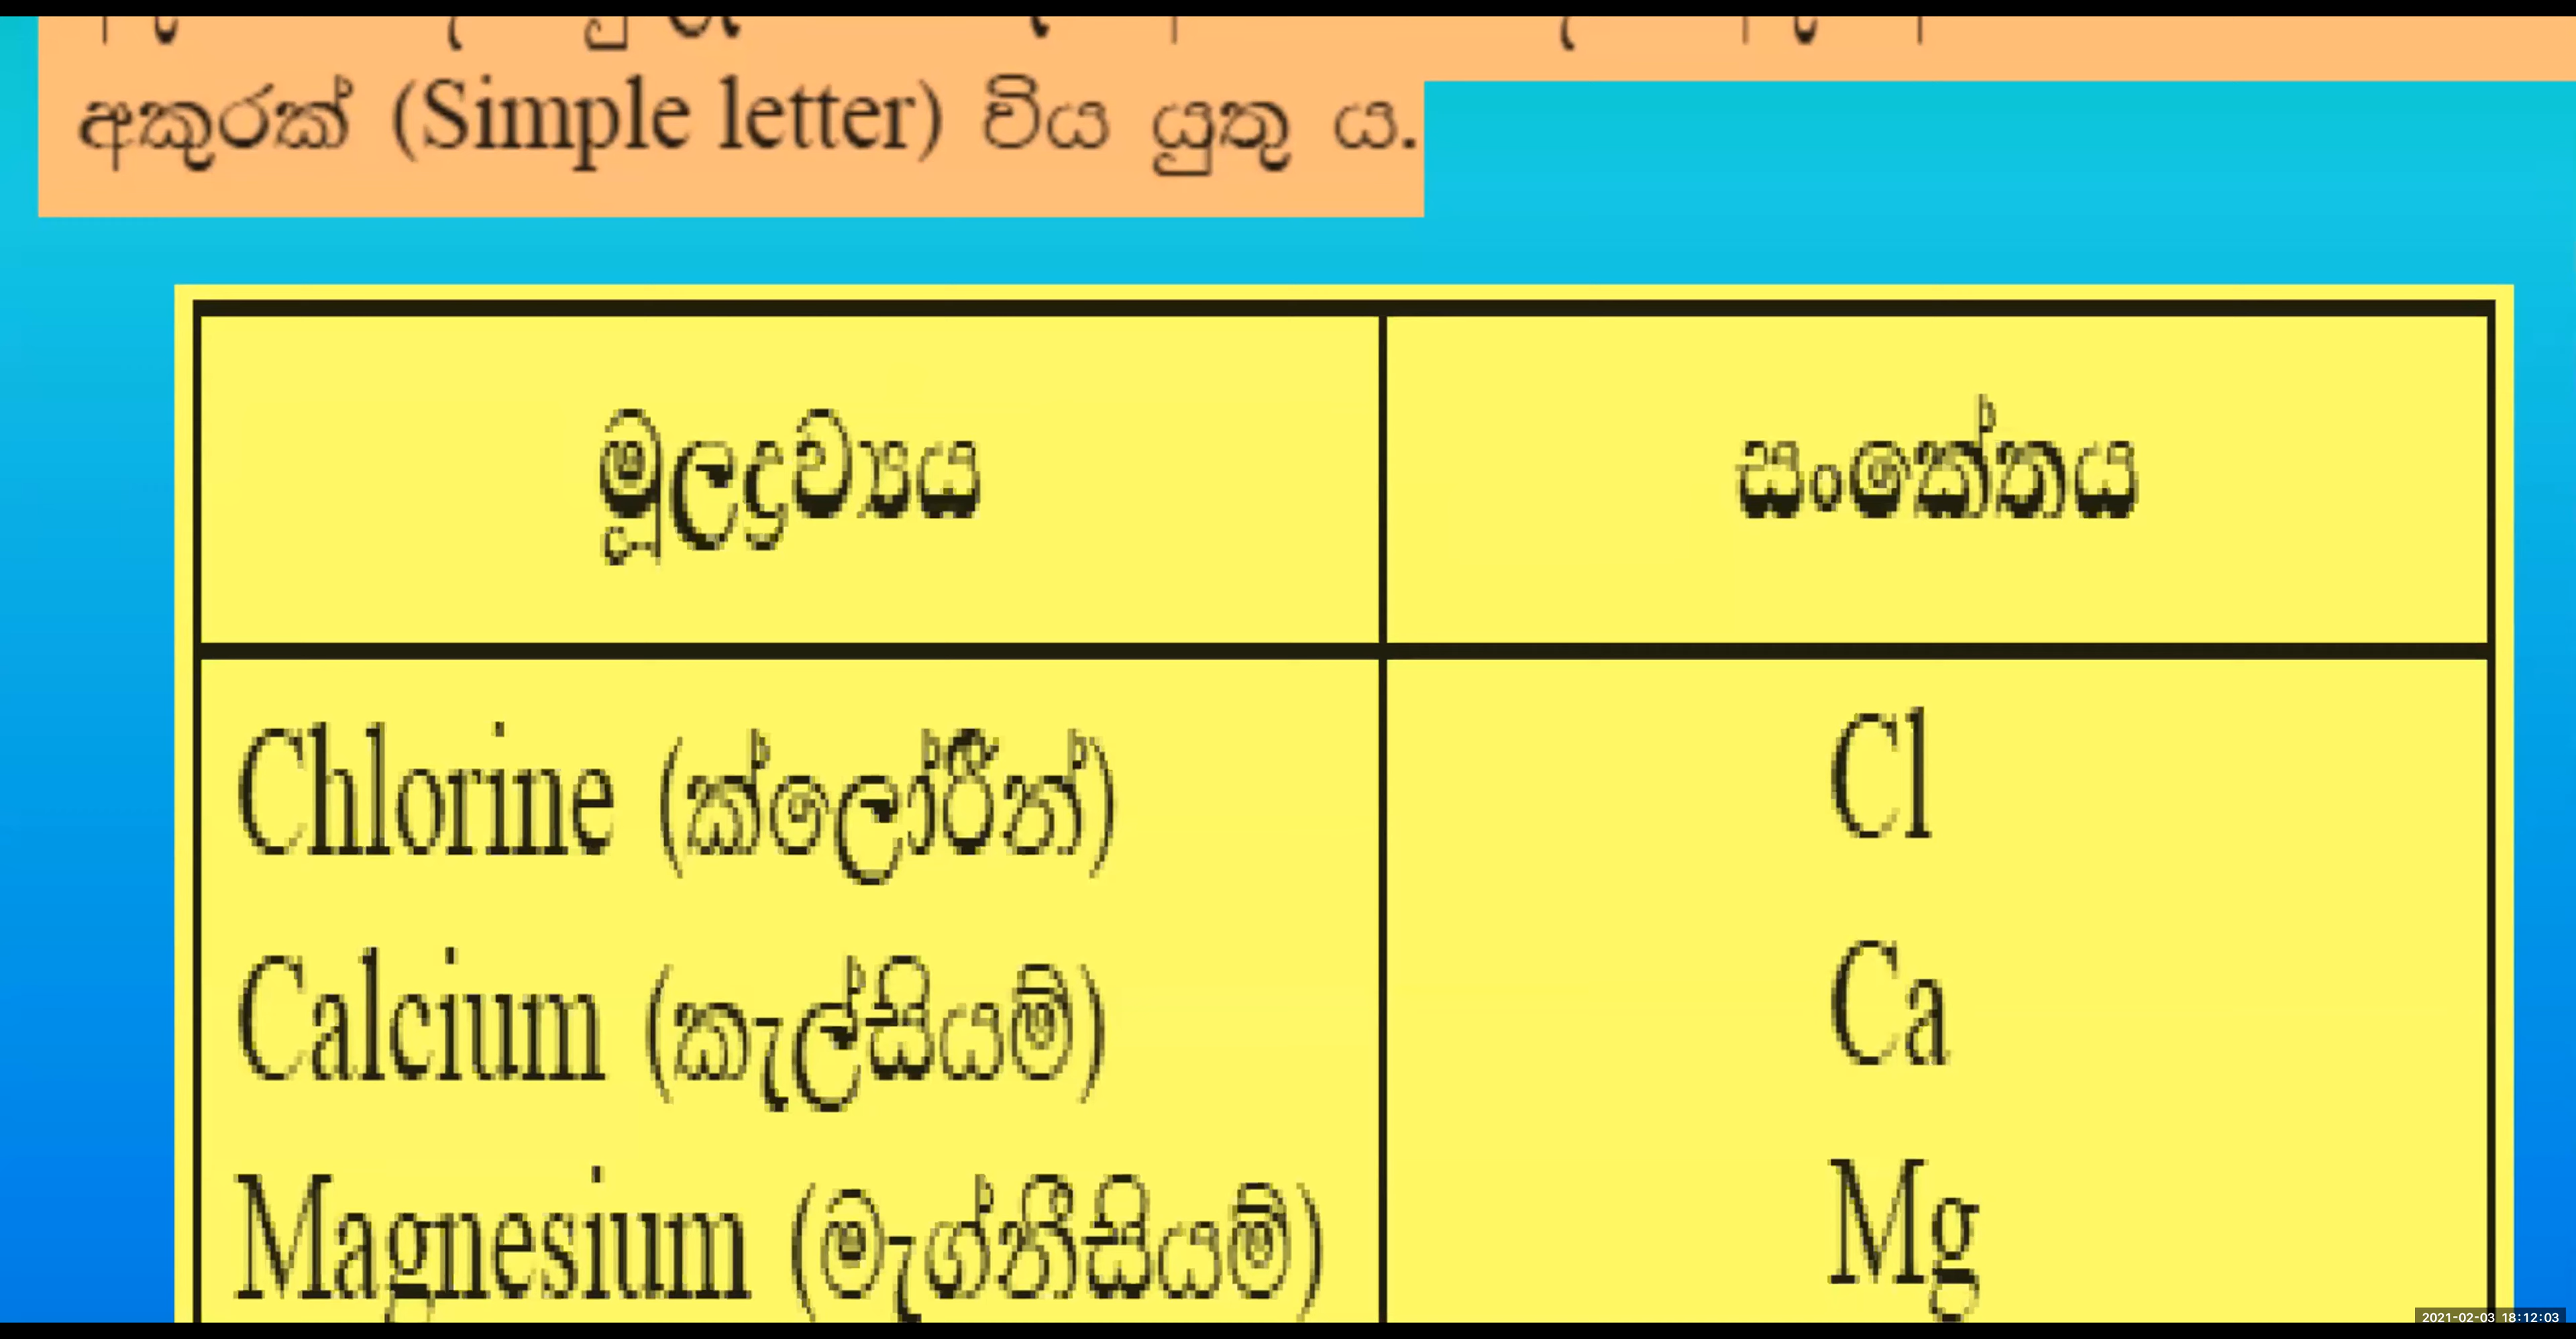 අකුරක් (Simple letter) විය යුතු ය.
මූලද්‍රව්‍යය සංකේතය
Chlorine (ක්ලෝරීන්) Cl
Calcium (කැල්සියම්) Ca
Magnesium (මැග්නීසියම්) Mg
2021-02-03 18:12:03